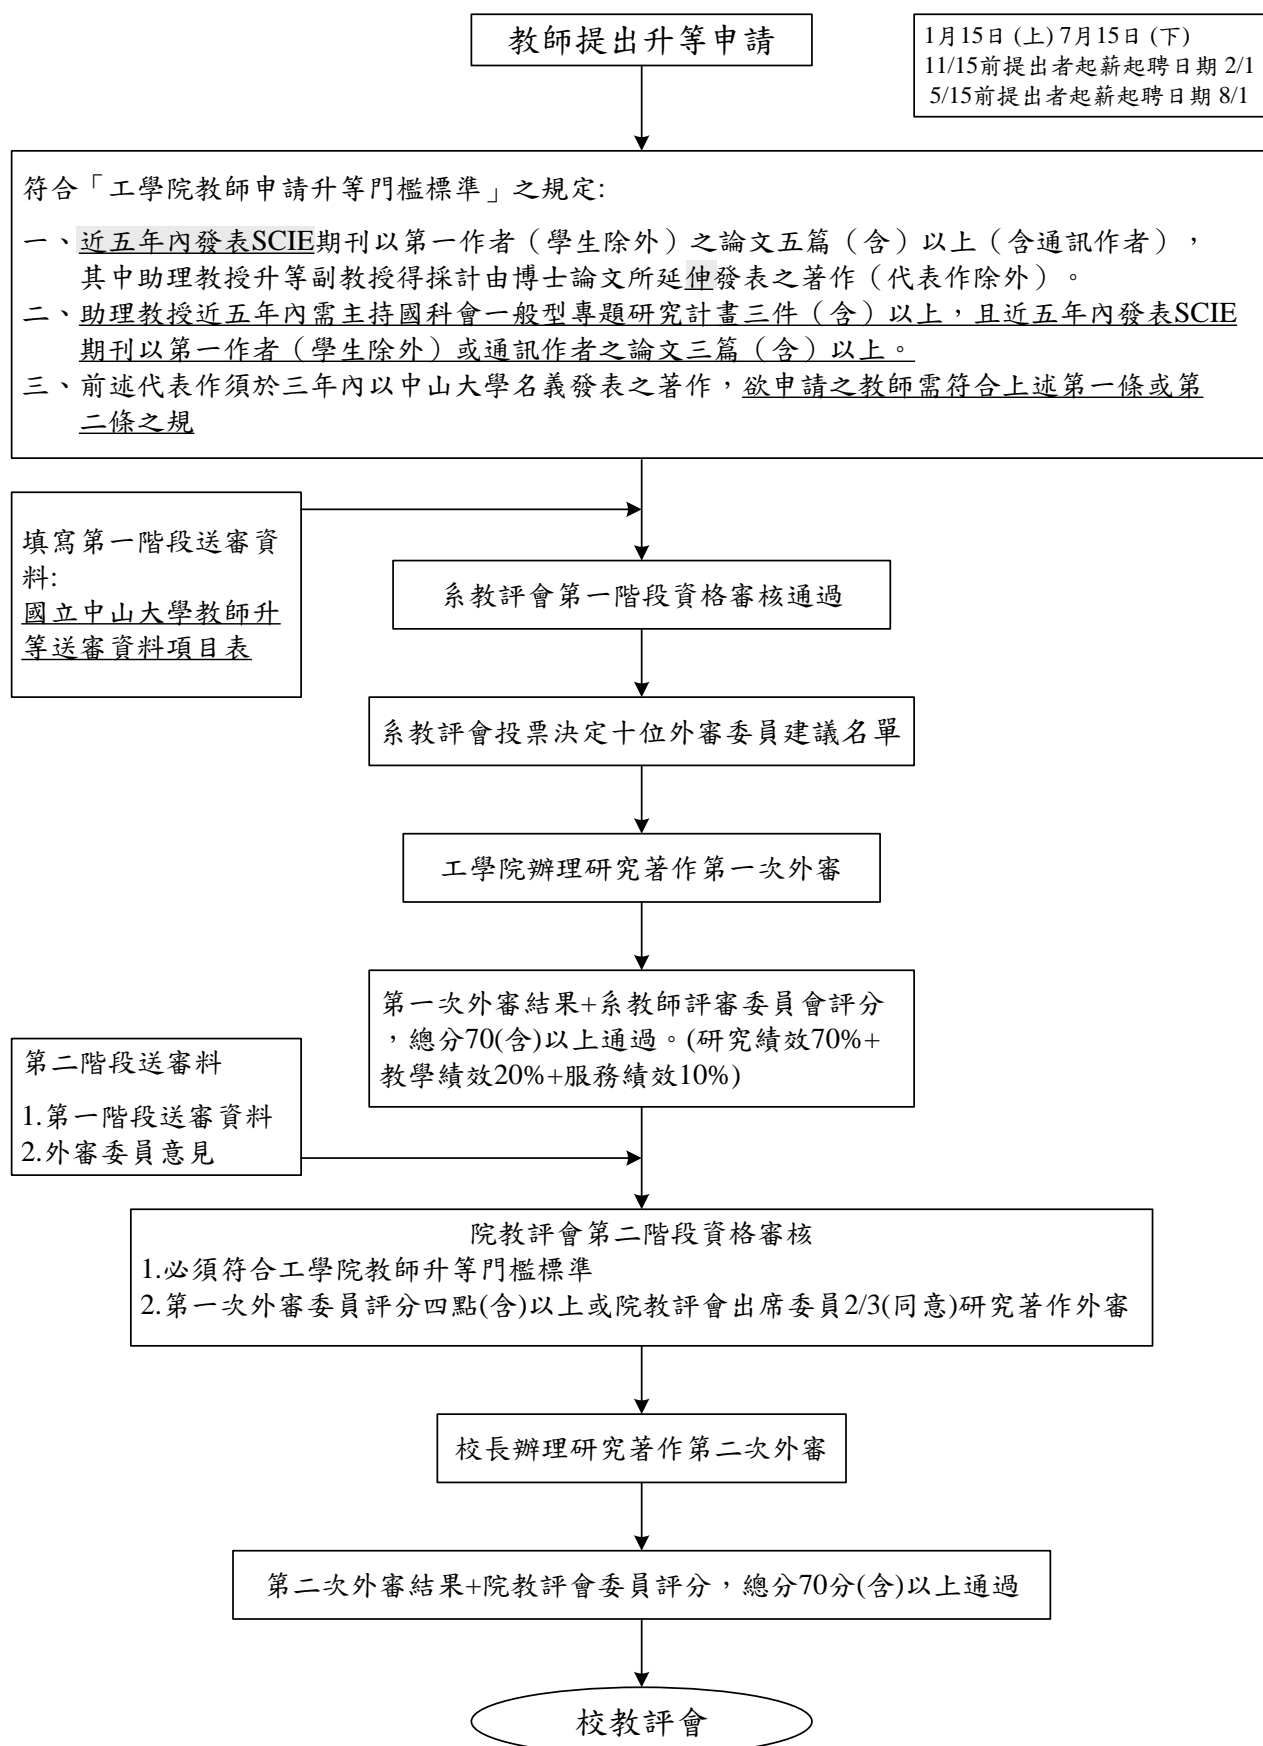 教師提出升等申請
1月15日 (上) 7月15日 (下)
11/15前提出者起薪起聘日期 2/1
5/15前提出者起薪起聘日期 8/1
符合「工學院教師申請升等門檻標準」之規定:
一、近五年內發表SCIE期刊以第一作者（學生除外）之論文五篇（含）以上（含通訊作者），
其中助理教授升等副教授得採計由博士論文所延伸發表之著作（代表作除外）。
二、助理教授近五年內需主持國科會一般型專題研究計畫三件（含）以上，且近五年內發表SCIE
期刊以第一作者（學生除外）或通訊作者之論文三篇（含）以上。
三、前述代表作須於三年內以中山大學名義發表之著作，欲申請之教師需符合上述第一條或第
二條之規
填寫第一階段送審資
料:
國立中山大學教師升
等送審資料項目表
系教評會第一階段資格審核通過
系教評會投票決定十位外審委員建議名單
工學院辦理研究著作第一次外審
第一次外審結果+系教師評審委員會評分
，總分70(含)以上通過。(研究績效70%+
教學績效20%+服務績效10%)
第二階段送審料
1.第一階段送審資料
2.外審委員意見
院教評會第二階段資格審核
1.必須符合工學院教師升等門檻標準
2.第一次外審委員評分四點(含)以上或院教評會出席委員2/3(同意)研究著作外審
校長辦理研究著作第二次外審
第二次外審結果+院教評會委員評分，總分70分(含)以上通過
校教評會